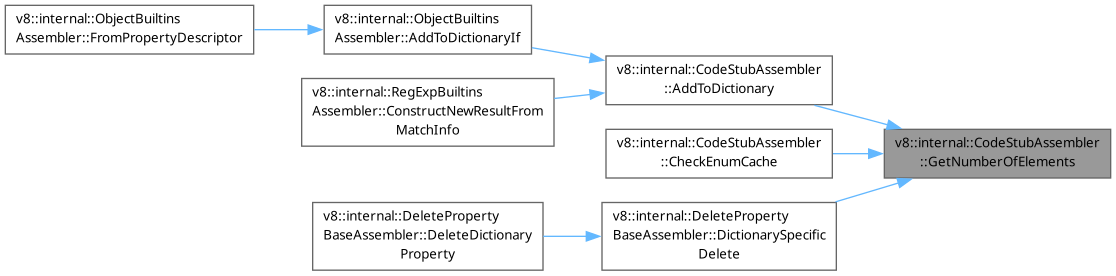 v8::internal::ObjectBuiltins
Assembler::FromPropertyDescriptor
v8::internal::ObjectBuiltins
Assembler::AddToDictionaryIf
v8::internal::RegExpBuiltins
Assembler::ConstructNewResultFrom
MatchInfo
v8::internal::CodeStubAssembler
::AddToDictionary
v8::internal::CodeStubAssembler
::CheckEnumCache
v8::internal::CodeStubAssembler
::GetNumberOfElements
v8::internal::DeleteProperty
BaseAssembler::DeleteDictionary
Property
v8::internal::DeleteProperty
BaseAssembler::DictionarySpecific
Delete